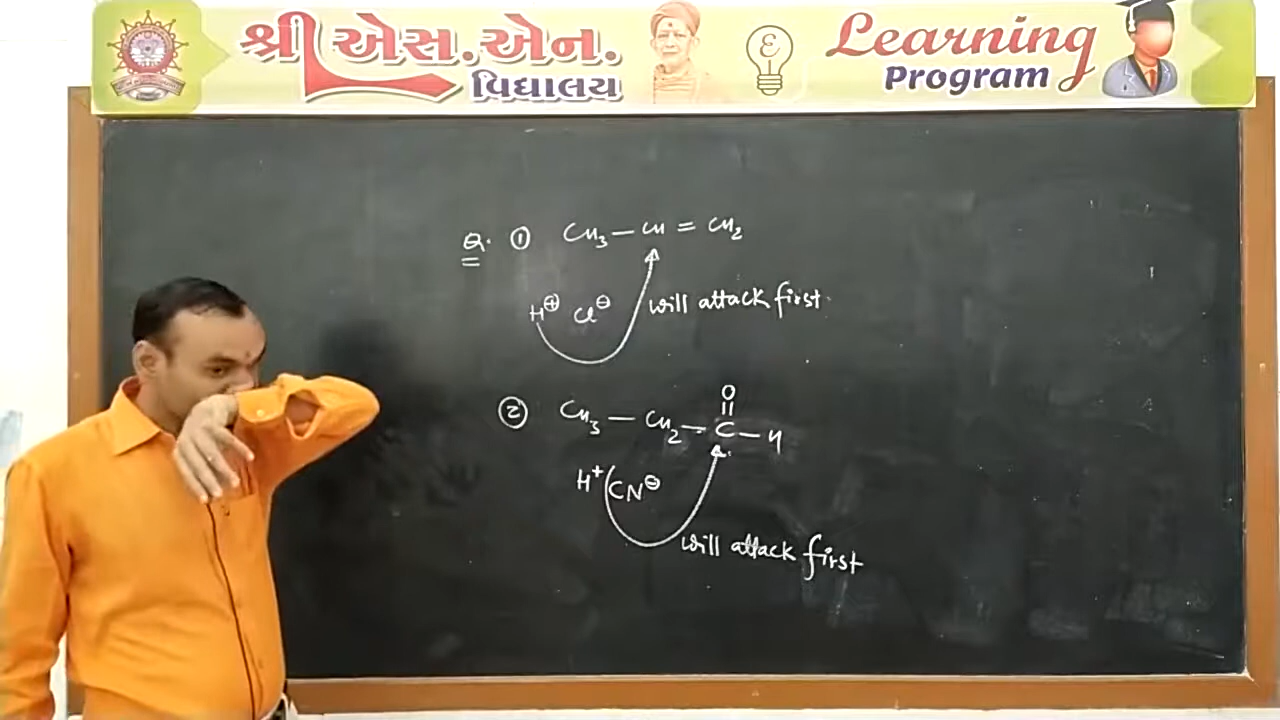 શ્રી એસ.એન.
વિદ્યાલય
Learning
Program
Q. ① CH₃ — CH = CH₂
H⊕ Cl⊖ will attack first.
O
② CH₃ — CH₂ — C — H
H⁺ CN⊖
will attack first